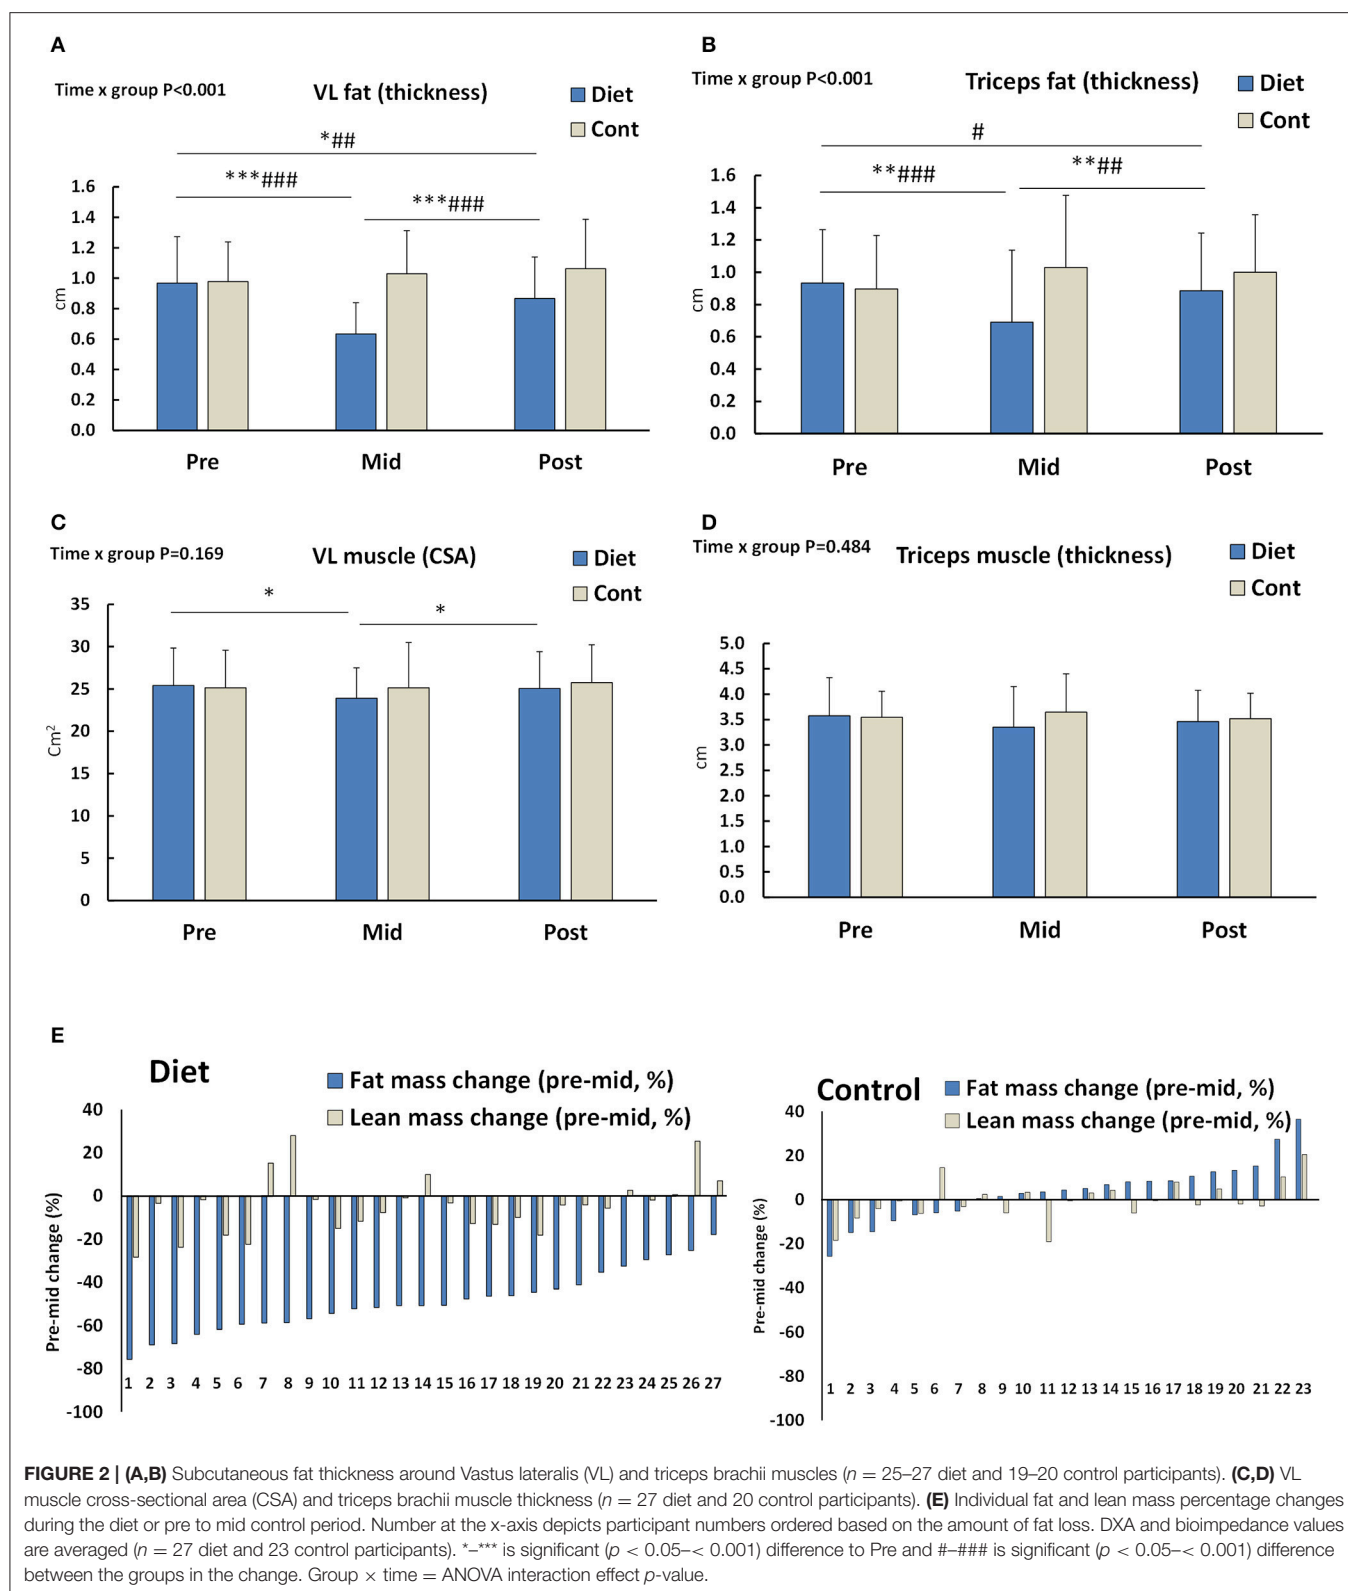 A
Time x group P<0.001
VL fat (thickness)
Diet
Cont
*##
***###
***###
1.6
1.4
1.2
1.0
0.8
0.6
0.4
0.2
0.0
cm
Pre Mid Post
B
Time x group P<0.001
Triceps fat (thickness)
Diet
Cont
#
**###
**##
1.6
1.4
1.2
1.0
0.8
0.6
0.4
0.2
0.0
cm
Pre Mid Post
C
Time x group P=0.169
VL muscle (CSA)
Diet
Cont
*
*
35
30
25
20
15
10
5
0
Cm²
Pre Mid Post
D
Time x group P=0.484
Triceps muscle (thickness)
Diet
Cont
5.0
4.5
4.0
3.5
3.0
2.5
2.0
1.5
1.0
0.5
0.0
cm
Pre Mid Post
E
Diet
Fat mass change (pre-mid, %)
Lean mass change (pre-mid, %)
40
20
0
-20
-40
-60
-80
-100
Pre-mid change (%)
1 2 3 4 5 6 7 8 9 10 11 12 13 14 15 16 17 18 19 20 21 22 23 24 25 26 27
Control
Fat mass change (pre-mid, %)
Lean mass change (pre-mid, %)
40
20
0
-20
-40
-60
-80
-100
Pre-mid change (%)
1 2 3 4 5 6 7 8 9 10 11 12 13 14 15 16 17 18 19 20 21 22 23
FIGURE 2 | (A,B) Subcutaneous fat thickness around Vastus lateralis (VL) and triceps brachii muscles (n = 25–27 diet and 19–20 control participants). (C,D) VL
muscle cross-sectional area (CSA) and triceps brachii muscle thickness (n = 27 diet and 20 control participants). (E) Individual fat and lean mass percentage changes
during the diet or pre to mid control period. Number at the x-axis depicts participant numbers ordered based on the amount of fat loss. DXA and bioimpedance values
are averaged (n = 27 diet and 23 control participants). *–*** is significant (p < 0.05–< 0.001) difference to Pre and #–### is significant (p < 0.05–< 0.001) difference
between the groups in the change. Group × time = ANOVA interaction effect p-value.